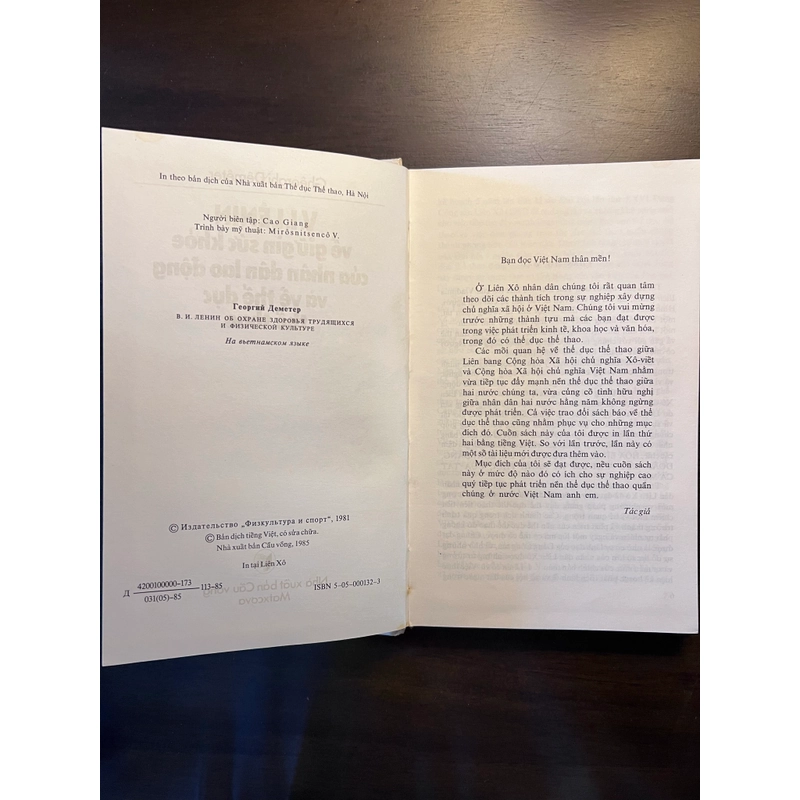 In theo bản dịch của Nhà xuất bản Thể dục Thể thao, Hà Nội
Người biên tập: Cao Giang
Trình bày mỹ thuật: Mirôsnitsencô V.
Георгий Деметер
В. И. ЛЕНИН ОБ ОХРАНЕ ЗДОРОВЬЯ ТРУДЯЩИХСЯ
И ФИЗИЧЕСКОЙ КУЛЬТУРЕ
На вьетнамском языке
© Издательство „Физкультура и спорт", 1981
© Bản dịch tiếng Việt, có sửa chữa.
Nhà xuất bản Cầu vồng, 1985
In tại Liên Xô
Д 4200100000–173 113–85
031(05)–85
ISBN 5–05–000132–3
Bạn đọc Việt Nam thân mến!
Ở Liên Xô nhân dân chúng tôi rất quan tâm
theo dõi các thành tích trong sự nghiệp xây dựng
chủ nghĩa xã hội ở Việt Nam. Chúng tôi vui mừng
trước những thành tựu mà các bạn đạt được
trong việc phát triển kinh tế, khoa học và văn hóa,
trong đó có thể dục thể thao.
Các mối quan hệ về thể dục thể thao giữa
Liên bang Cộng hòa Xã hội chủ nghĩa Xô-viết
và Cộng hòa Xã hội chủ nghĩa Việt Nam nhằm
vừa tiếp tục đẩy mạnh nền thể dục thể thao giữa
hai nước chúng ta, vừa củng cố tình hữu nghị
giữa nhân dân hai nước hằng năm không ngừng
được phát triển. Cả việc trao đổi sách báo về thể
dục thể thao cũng nhằm phục vụ cho những mục
đích đó. Cuốn sách này của tôi được in lần thứ
hai bằng tiếng Việt. So với lần trước, lần này có
một số tài liệu mới được đưa thêm vào.
Mục đích của tôi sẽ đạt được, nếu cuốn sách
này ở mức độ nào đó có ích cho sự nghiệp cao
quý tiếp tục phát triển nền thể dục thể thao quần
chúng ở nước Việt Nam anh em.
Tác giả